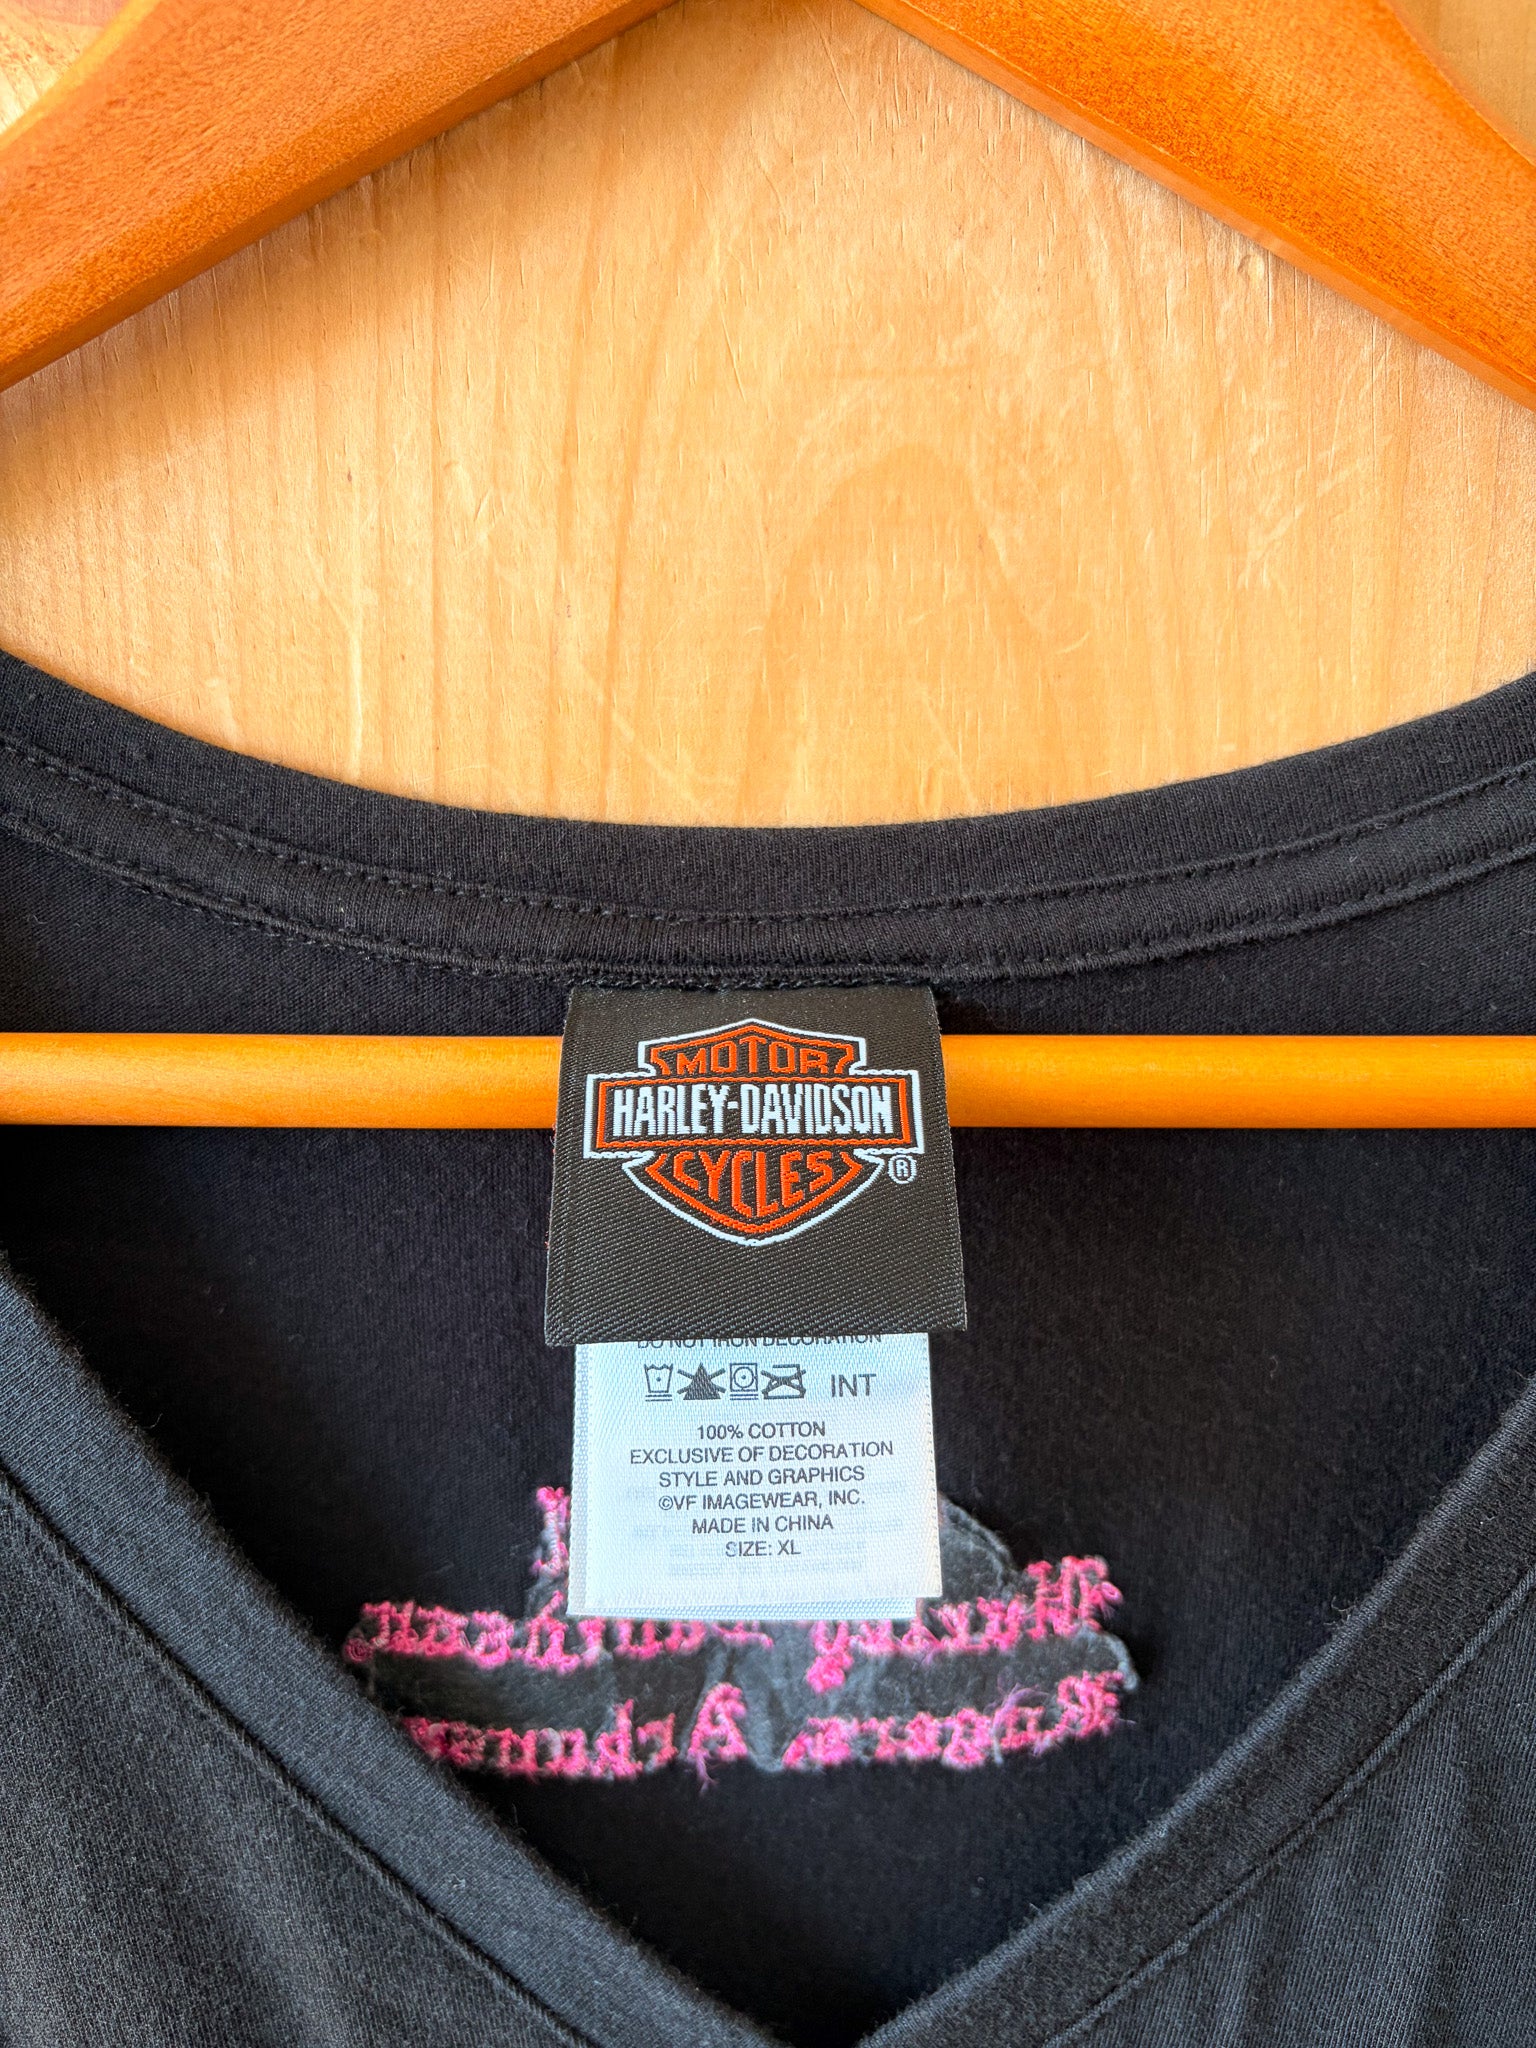 MOTOR
HARLEY-DAVIDSON
CYCLES
®
DO NOT IRON DECORATION
INT
100% COTTON
EXCLUSIVE OF DECORATION
STYLE AND GRAPHICS
©VF IMAGEWEAR, INC.
MADE IN CHINA
SIZE: XL